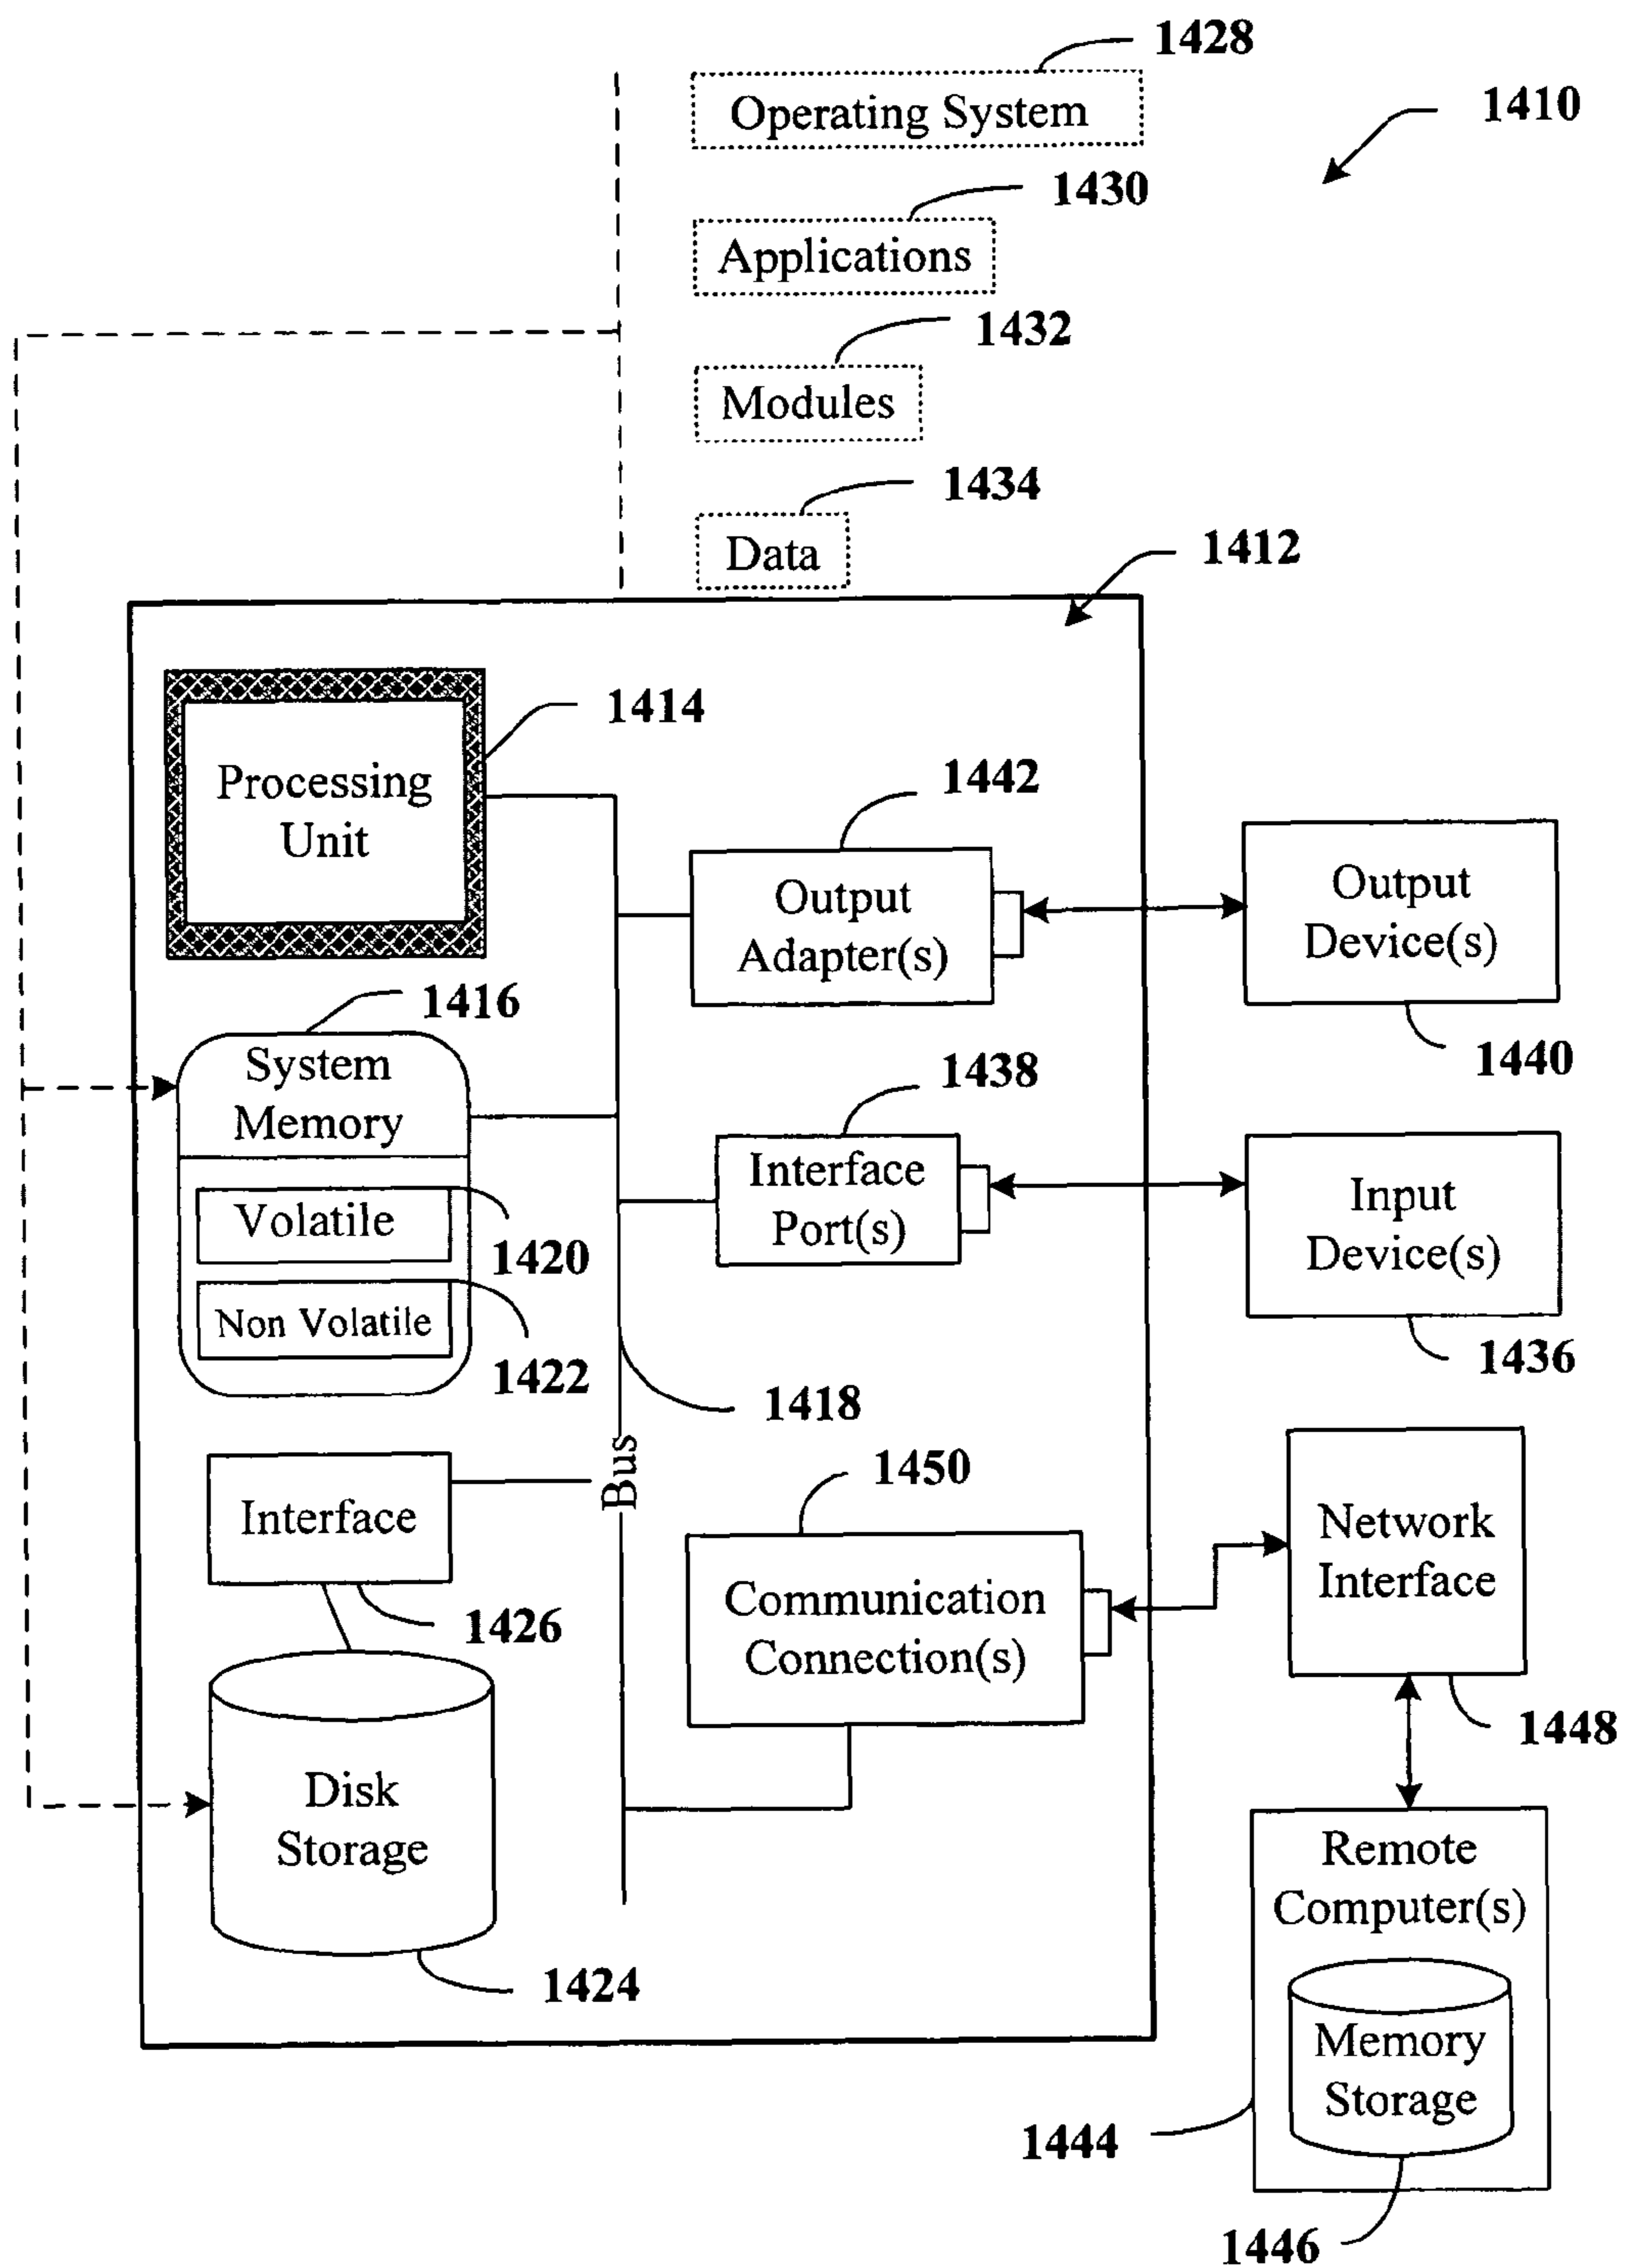 1428
Operating System
1410
1430
Applications
1432
Modules
1434
Data
1412
1414
Processing
Unit
1442
Output
Adapter(s)
Output
Device(s)
1440
1416
System
Memory
1438
Interface
Port(s)
Input
Device(s)
1436
Volatile
1420
Non Volatile
1422
1418
Bus
1450
Interface
1426
Communication
Connection(s)
Network
Interface
1448
Disk
Storage
1424
Remote
Computer(s)
Memory
Storage
1444
1446